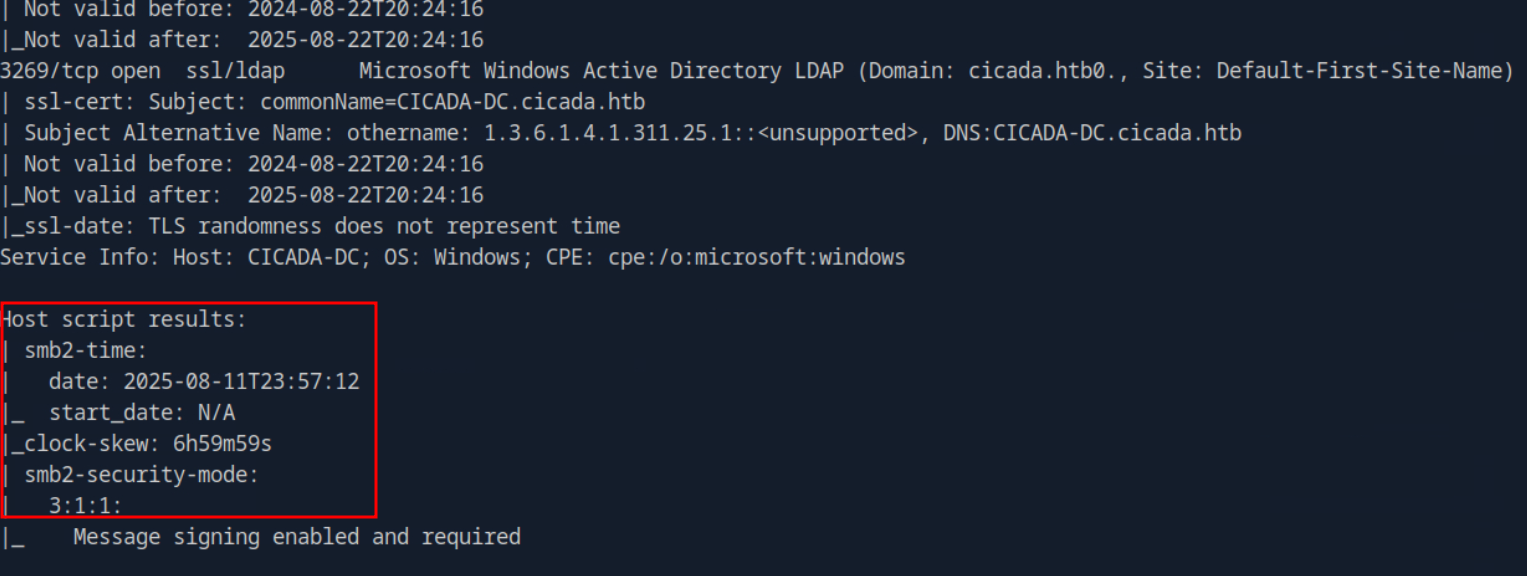 | Not valid before: 2024-08-22T20:24:16
|_Not valid after:  2025-08-22T20:24:16
3269/tcp open  ssl/ldap      Microsoft Windows Active Directory LDAP (Domain: cicada.htb0., Site: Default-First-Site-Name)
| ssl-cert: Subject: commonName=CICADA-DC.cicada.htb
| Subject Alternative Name: othername: 1.3.6.1.4.1.311.25.1::<unsupported>, DNS:CICADA-DC.cicada.htb
| Not valid before: 2024-08-22T20:24:16
|_Not valid after:  2025-08-22T20:24:16
|_ssl-date: TLS randomness does not represent time
Service Info: Host: CICADA-DC; OS: Windows; CPE: cpe:/o:microsoft:windows
Host script results:
| smb2-time:
|   date: 2025-08-11T23:57:12
|_  start_date: N/A
|_clock-skew: 6h59m59s
| smb2-security-mode:
|   3:1:1:
|_    Message signing enabled and required